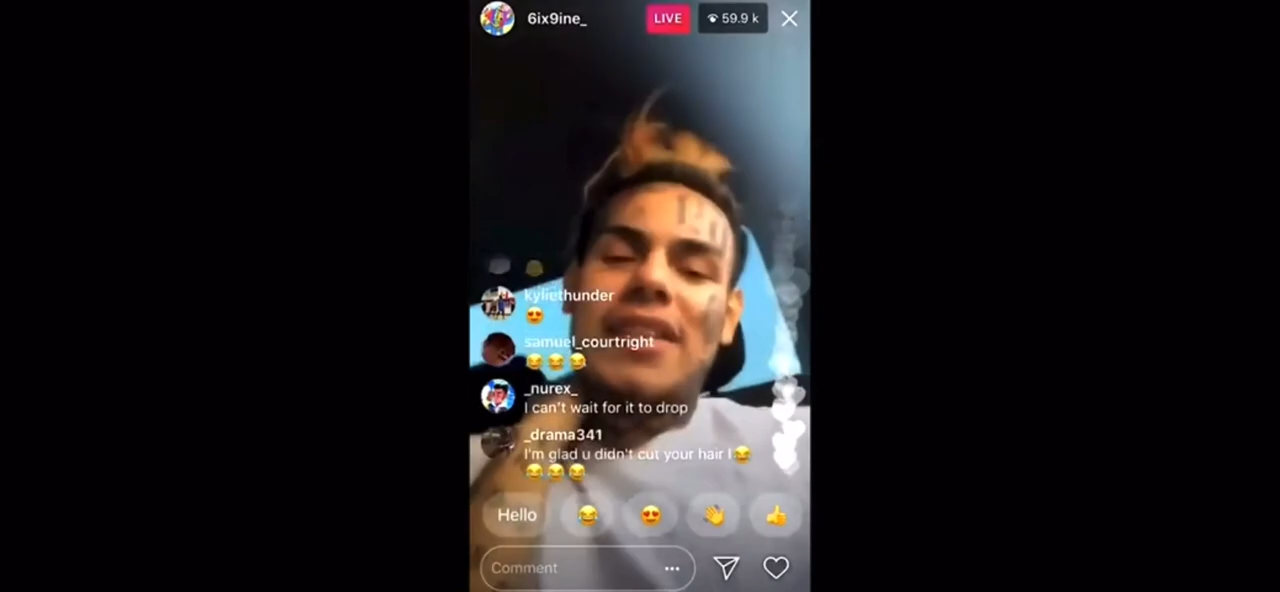 6ix9ine_
LIVE
59.9 k
kyliethunder
😍
samuel_courtright
😂😂😂
_nurex_
I can't wait for it to drop
_drama341
I'm glad u didn't cut your hair l😂
😂😂😂
Hello 😂 😍 👋 👍
Comment